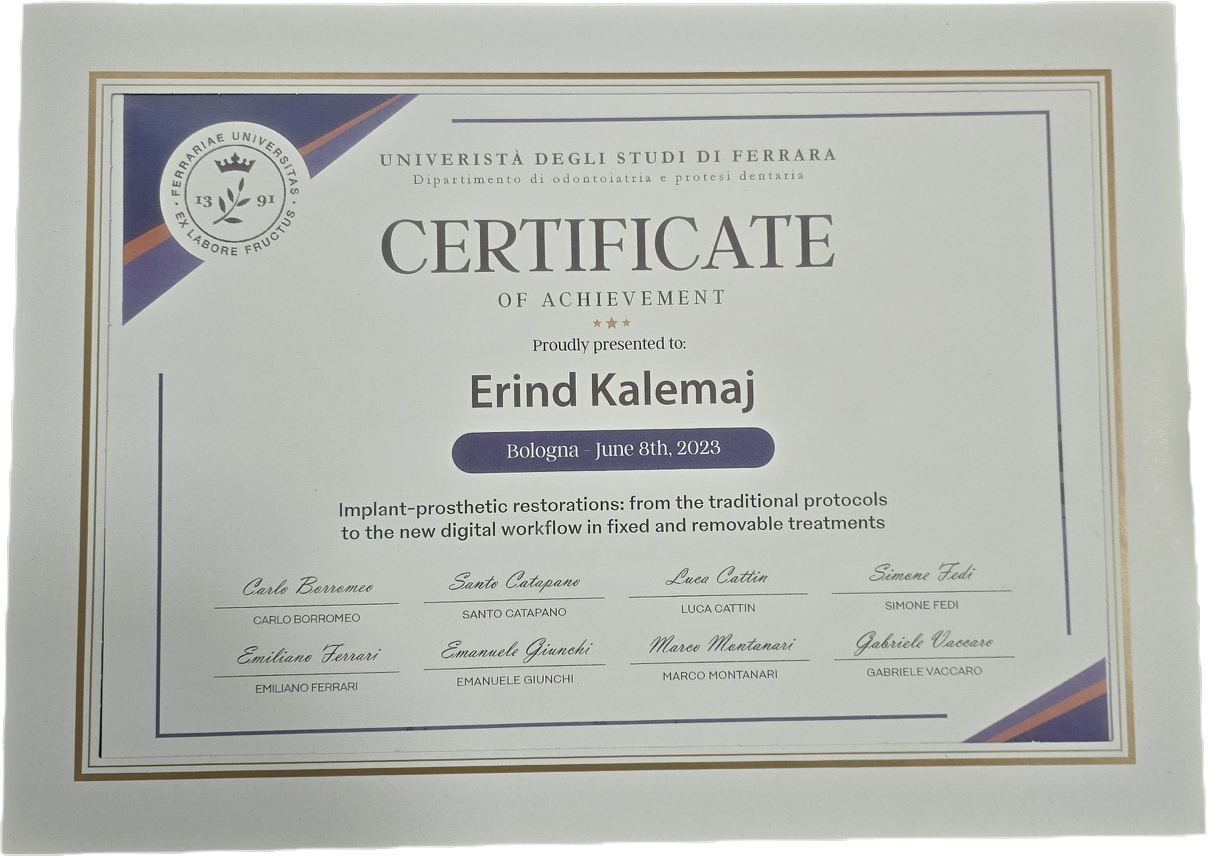 FERRARIAE UNIVERSITAS
13 91
EX LABORE FRUCTUS
UNIVERISTÀ DEGLI STUDI DI FERRARA
Dipartimento di odontoiatria e protesi dentaria
CERTIFICATE
OF ACHIEVEMENT
Proudly presented to:
Erind Kalemaj
Bologna - June 8th, 2023
Implant-prosthetic restorations: from the traditional protocols
to the new digital workflow in fixed and removable treatments
Carlo Borromeo Santo Catapano Luca Cattin Simone Fedi
CARLO BORROMEO SANTO CATAPANO LUCA CATTIN SIMONE FEDI
Emiliano Ferrari Emanuele Giunchi Marco Montanari Gabriele Vaccaro
EMILIANO FERRARI EMANUELE GIUNCHI MARCO MONTANARI GABRIELE VACCARO